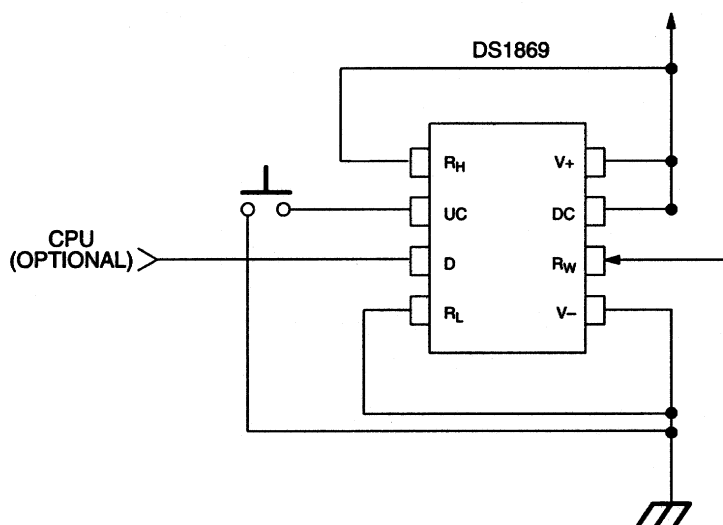 DS1869
RH
V+
UC
DC
CPU
(OPTIONAL)
D
RW
RL
V–